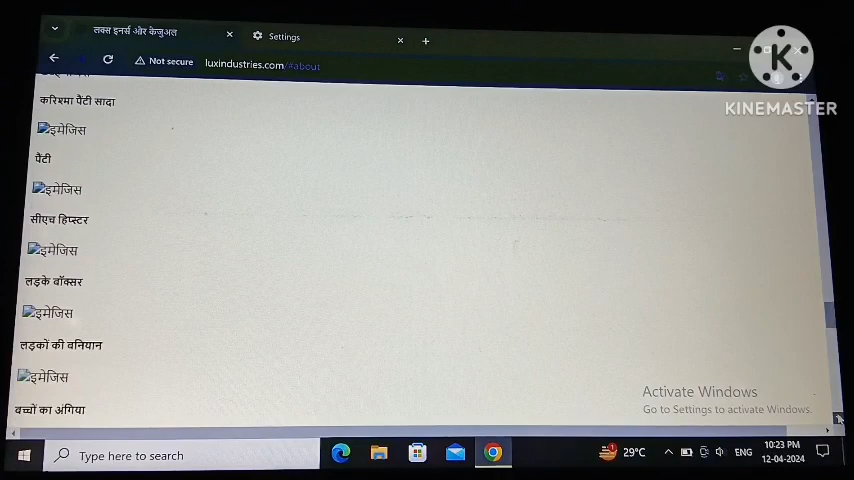 लक्स इनर्स और केजुअल
Settings
Not secure
luxindustries.com/#about
KINEMASTER
करिश्मा पैंटी सादा
इमेजिस
पैंटी
इमेजिस
सीएच हिप्स्टर
इमेजिस
लड़के बॉक्सर
इमेजिस
लड़कों की बनियान
इमेजिस
बच्चों का अंगिया
Activate Windows
Go to Settings to activate Windows.
Type here to search
1
29°C
ENG
10:23 PM
12-04-2024